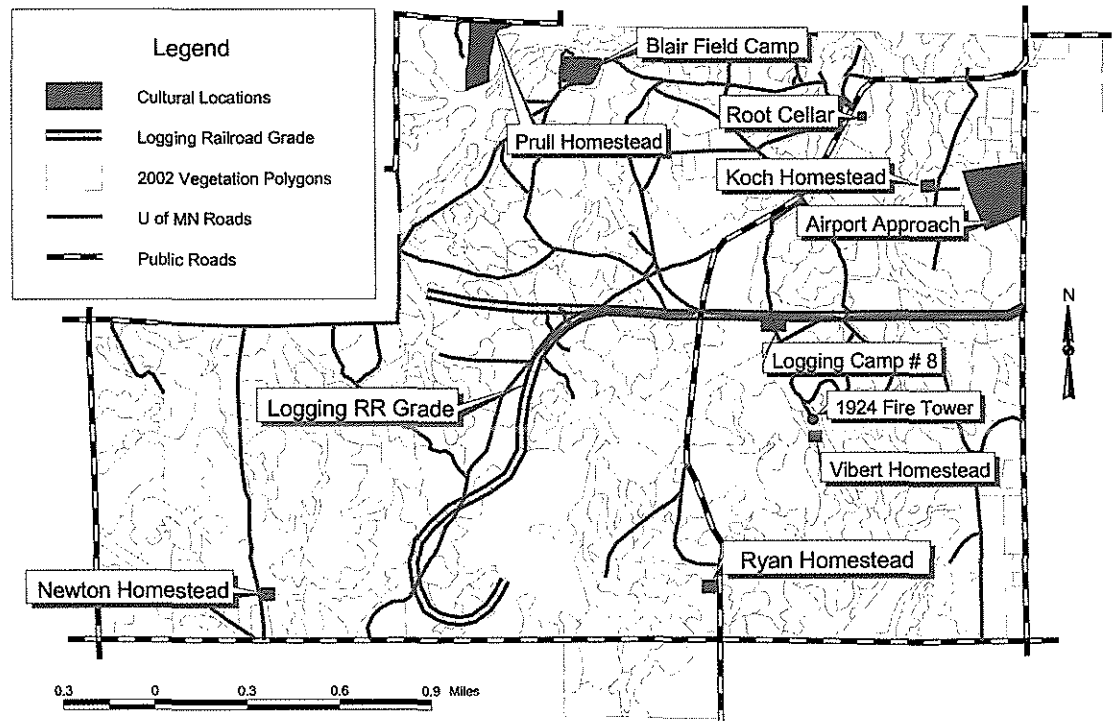 Legend
Cultural Locations
Logging Railroad Grade
2002 Vegetation Polygons
U of MN Roads
Public Roads
Blair Field Camp
Root Cellar
Prull Homestead
Koch Homestead
Airport Approach
N
Logging Camp # 8
Logging RR Grade
1924 Fire Tower
Vibert Homestead
Ryan Homestead
Newton Homestead
0.3 0 0.3 0.6 0.9 Miles